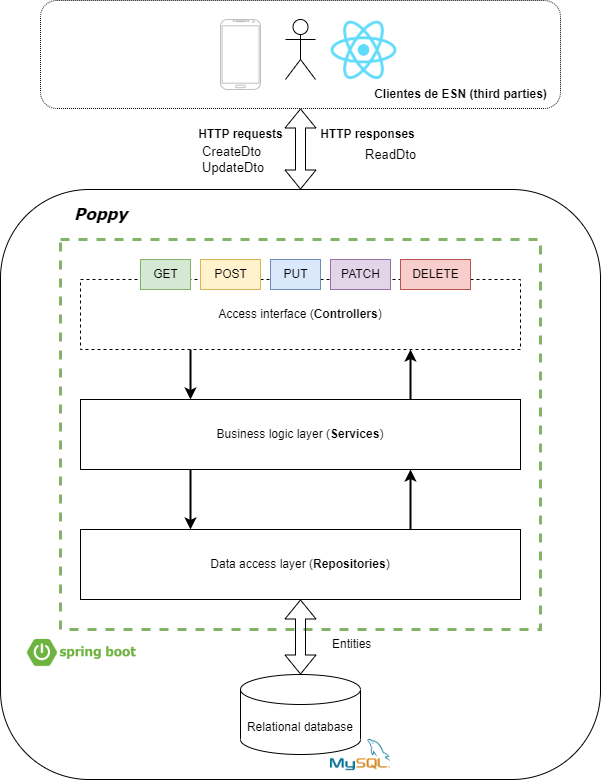 Clientes de ESN (third parties)
HTTP requests
HTTP responses
CreateDto
ReadDto
UpdateDto
Poppy
GET
POST
PUT
PATCH
DELETE
Access interface (Controllers)
Business logic layer (Services)
Data access layer (Repositories)
spring boot
Entities
Relational database
MySQL